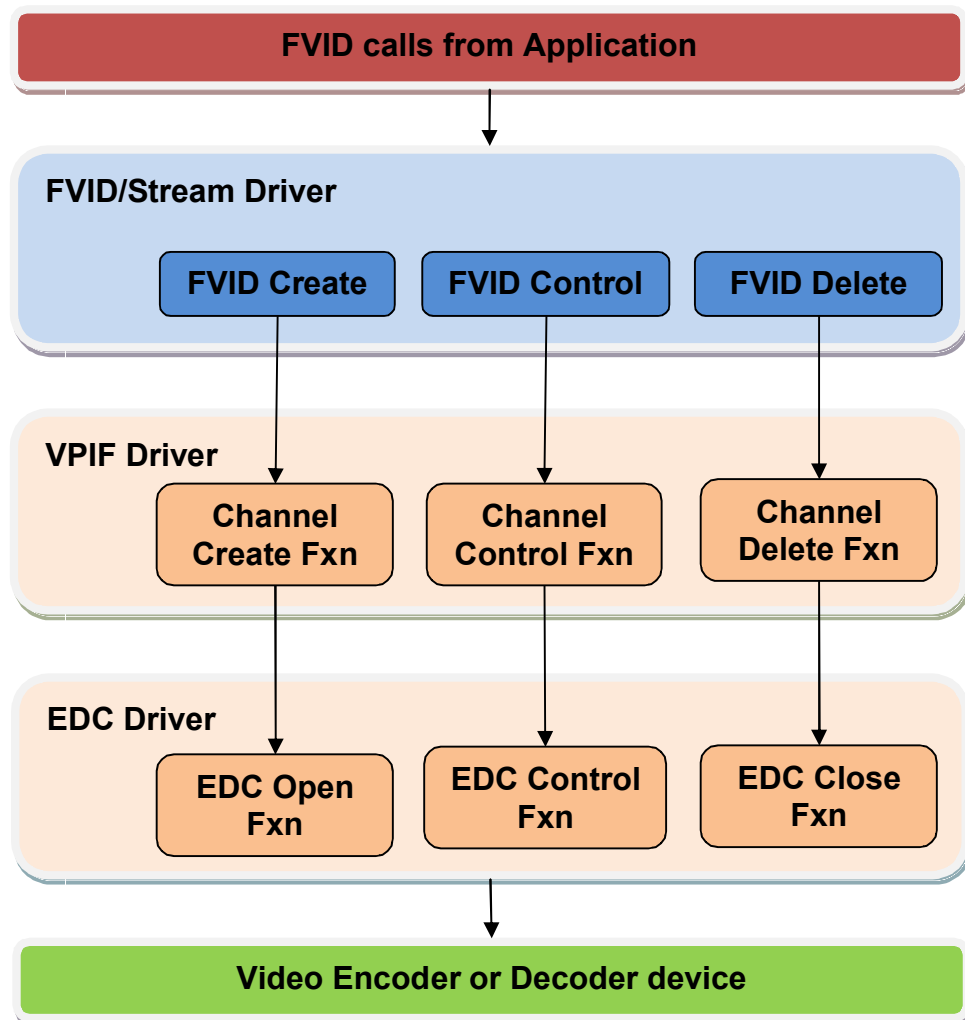 FVID calls from Application
FVID/Stream Driver
FVID Create
FVID Control
FVID Delete
VPIF Driver
Channel
Create Fxn
Channel
Control Fxn
Channel
Delete Fxn
EDC Driver
EDC Open
Fxn
EDC Control
Fxn
EDC Close
Fxn
Video Encoder or Decoder device